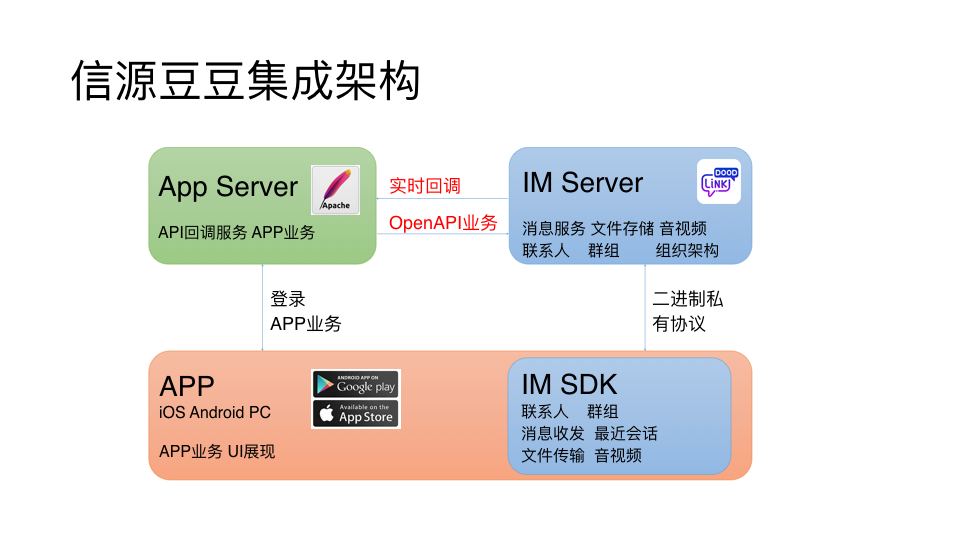 信源豆豆集成架构
App Server
Apache
API回调服务 APP业务
实时回调
OpenAPI业务
IM Server
DOOD
LiNK
消息服务 文件存储 音视频
联系人 群组 组织架构
登录
APP业务
二进制私
有协议
APP
iOS Android PC
APP业务 UI展现
ANDROID APP ON
Google play
Available on the
App Store
IM SDK
联系人 群组
消息收发 最近会话
文件传输 音视频